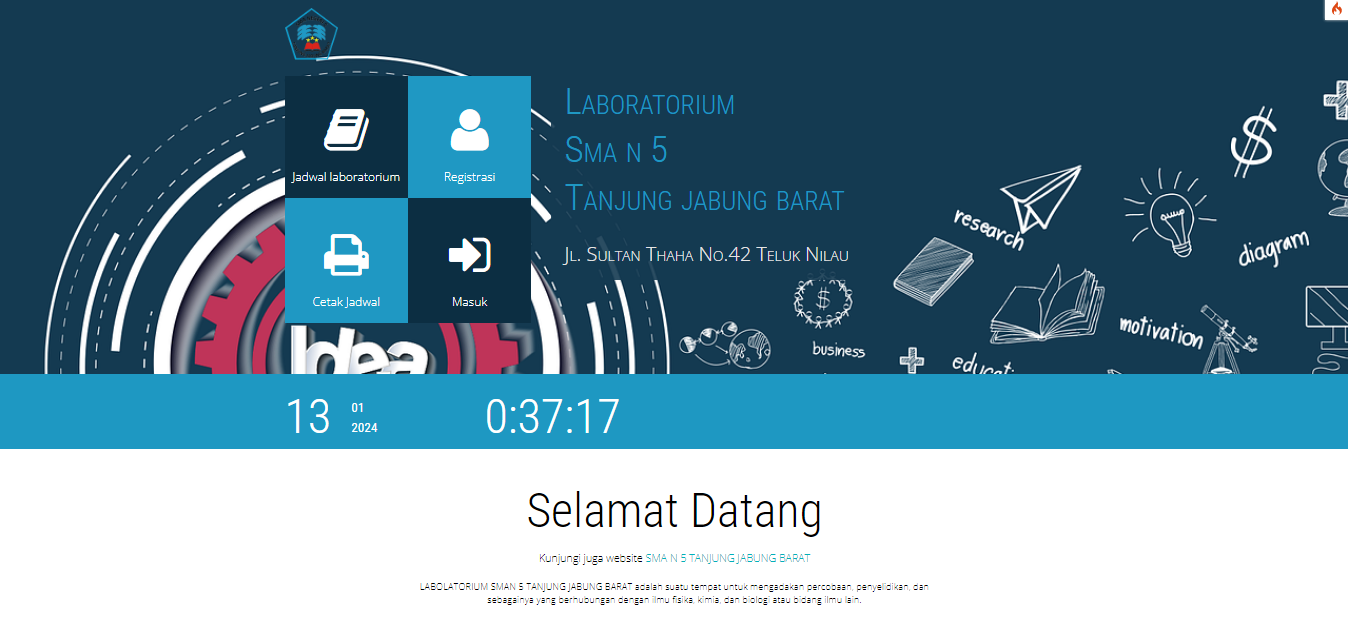 Jadwal laboratorium
Registrasi
Cetak Jadwal
Masuk
Laboratorium
Sma n 5
Tanjung jabung barat
Jl. Sultan Thaha No.42 Teluk Nilau
research
diagram
motivation
business
educati
Idea
13
01
2024
0:37:17
Selamat Datang
Kunjungi juga website SMA N 5 TANJUNG JABUNG BARAT
LABOLATORIUM SMAN 5 TANJUNG JABUNG BARAT adalah suatu tempat untuk mengadakan percobaan, penyelidikan, dan
sebagainya yang berhubungan dengan ilmu fisika, kimia, dan biologi atau bidang ilmu lain.